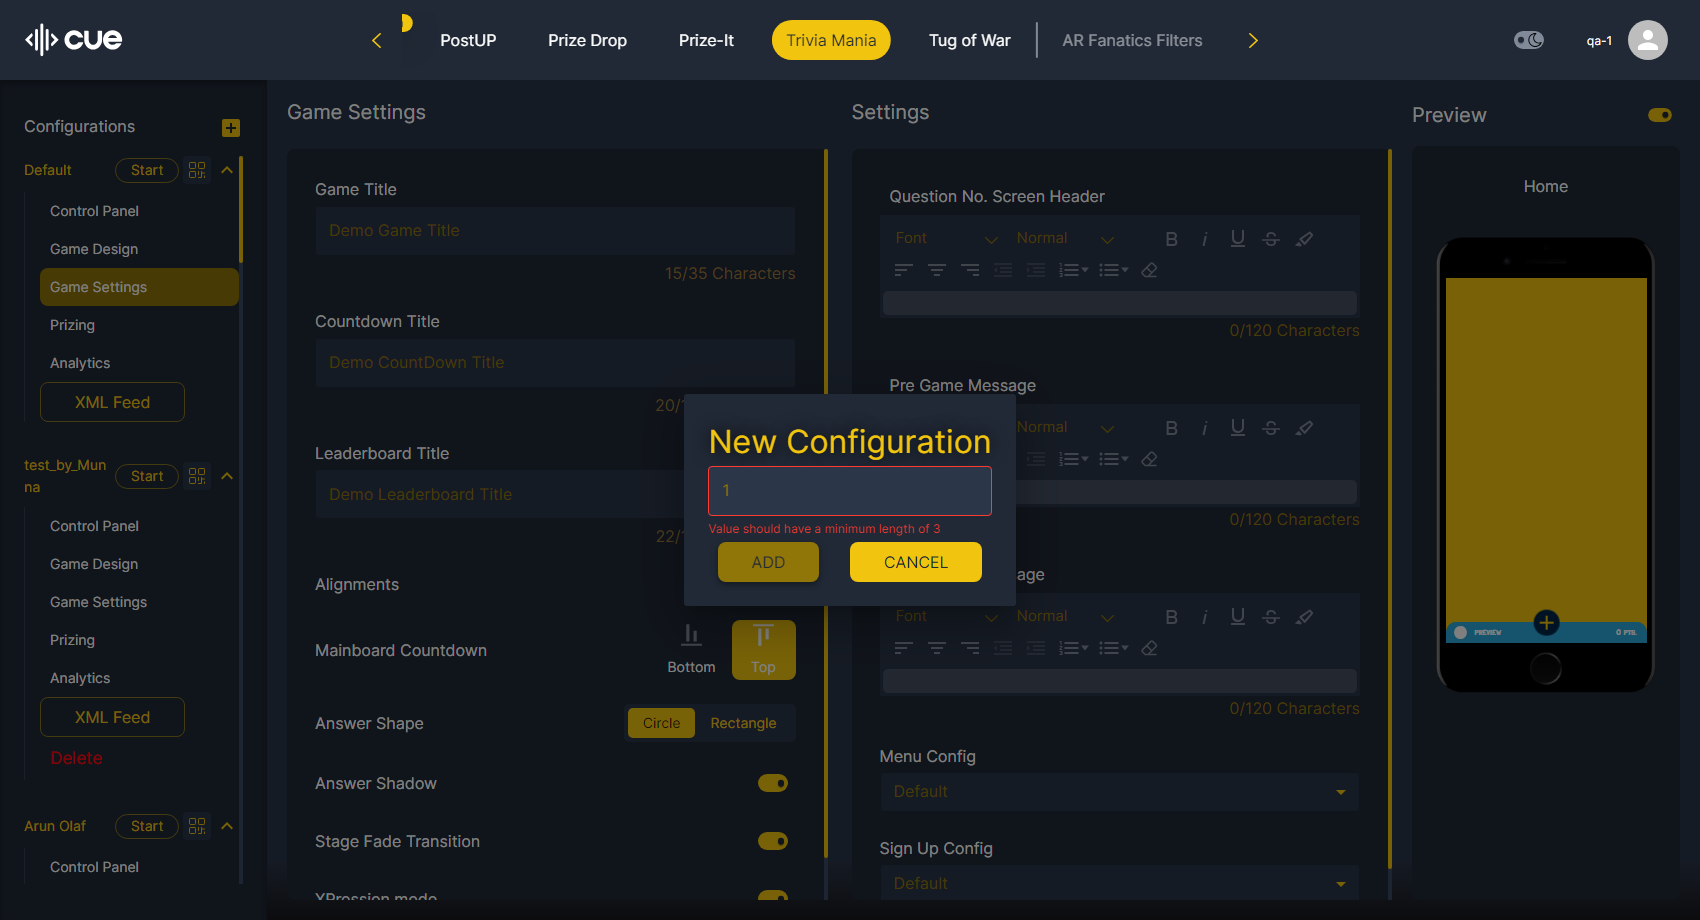 cue
PostUP
Prize Drop
Prize-It
Trivia Mania
Tug of War
AR Fanatics Filters
qa-1
Configurations
Default
Start
Control Panel
Game Design
Game Settings
Prizing
Analytics
XML Feed
test_by_Mun
na
Start
Control Panel
Game Design
Game Settings
Prizing
Analytics
XML Feed
Delete
Arun Olaf
Start
Control Panel
Game Settings
Game Title
Demo Game Title
15/35 Characters
Countdown Title
Demo CountDown Title
20/
Leaderboard Title
Demo Leaderboard Title
22/
Alignments
Mainboard Countdown
Bottom
Top
Answer Shape
Circle
Rectangle
Answer Shadow
Stage Fade Transition
XPression mode
New Configuration
1
Value should have a minimum length of 3
ADD
CANCEL
Settings
Question No. Screen Header
Font
Normal
0/120 Characters
Pre Game Message
Normal
0/120 Characters
age
Font
Normal
0/120 Characters
Menu Config
Default
Sign Up Config
Default
Preview
Home
PREVIEW
0 PTS.